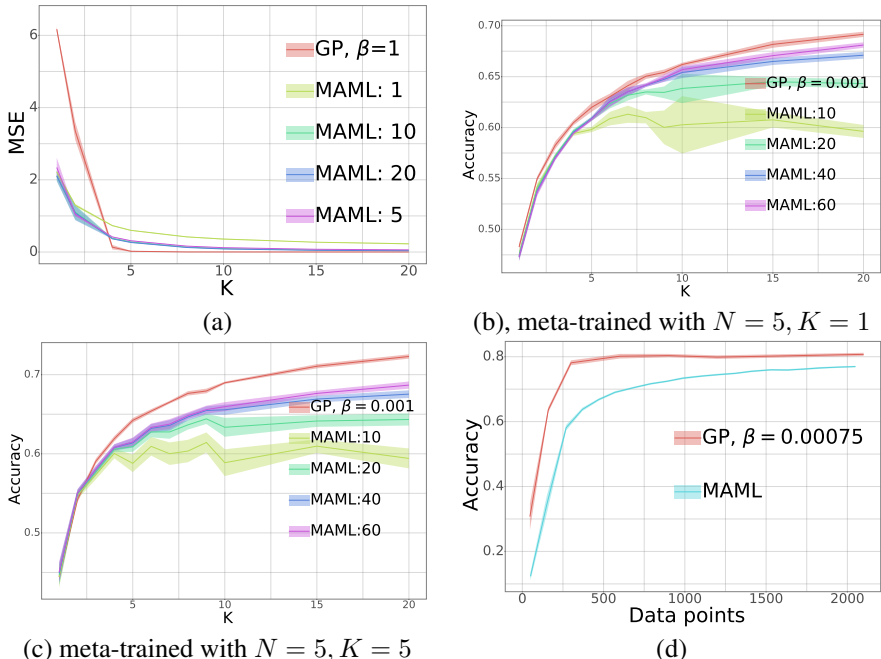 6
4
2
0
MSE
5
10
15
20
K
GP, β=1
MAML: 1
MAML: 10
MAML: 20
MAML: 5
(a)
0.70
0.65
0.60
0.55
0.50
Accuracy
5
10
15
20
K
GP, β = 0.001
MAML:10
MAML:20
MAML:40
MAML:60
(b), meta-trained with N = 5, K = 1
0.7
0.6
0.5
Accuracy
5
10
15
20
K
GP, β = 0.001
MAML:10
MAML:20
MAML:40
MAML:60
(c) meta-trained with N = 5, K = 5
0.8
0.6
0.4
0.2
Accuracy
0
500
1000
1500
2000
Data points
GP, β = 0.00075
MAML
(d)